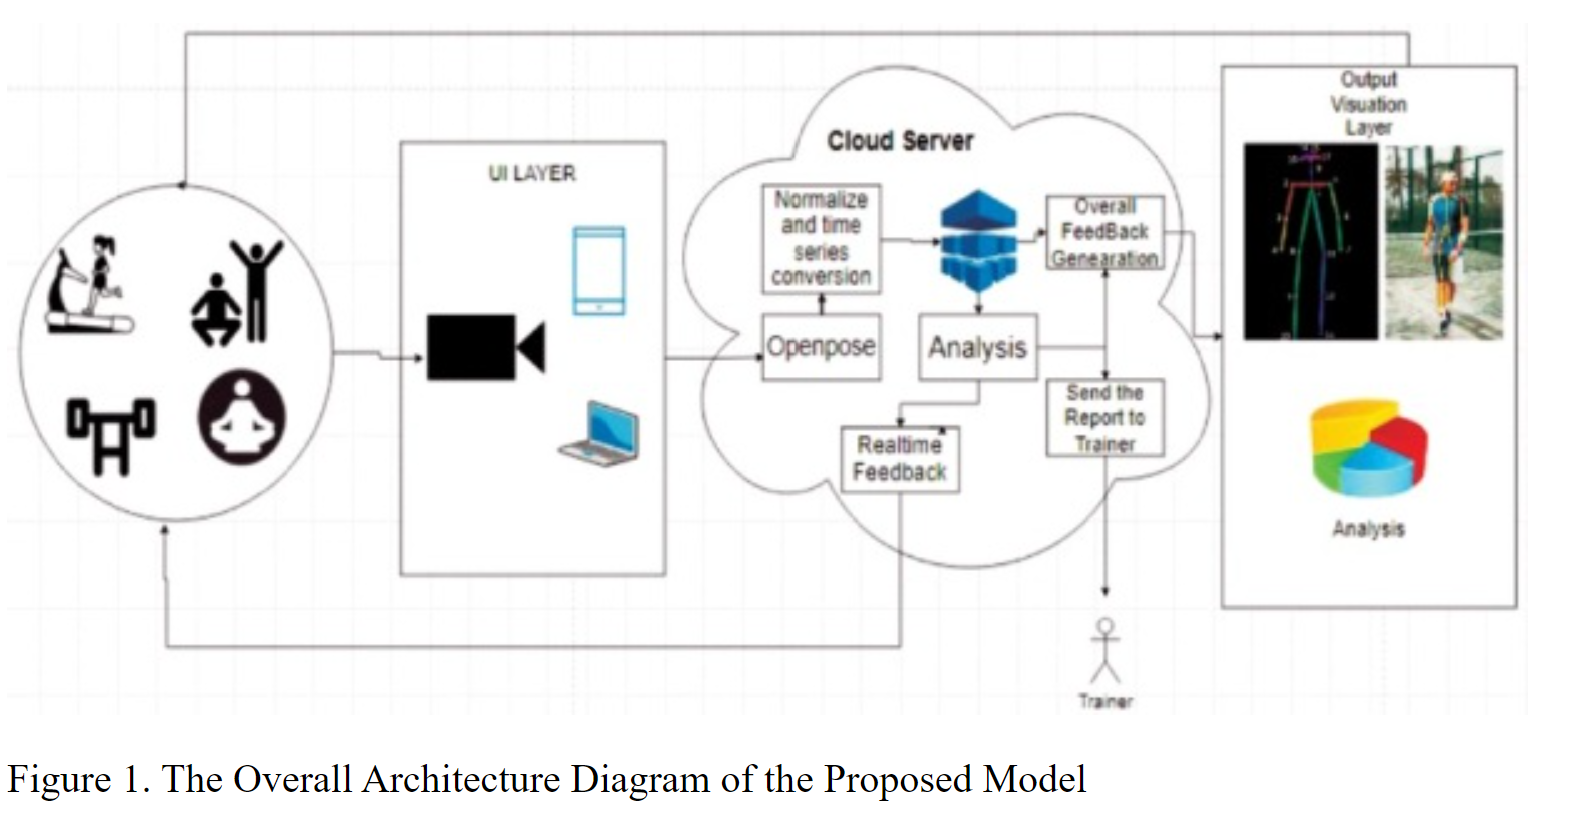 Output
Visuation
Layer
Cloud Server
UI LAYER
Normalize
and time
series
conversion
Overall
FeedBack
Genearation
Openpose
Analysis
Send the
Report to
Trainer
Realtime
Feedback
Analysis
Trainer
Figure 1. The Overall Architecture Diagram of the Proposed Model